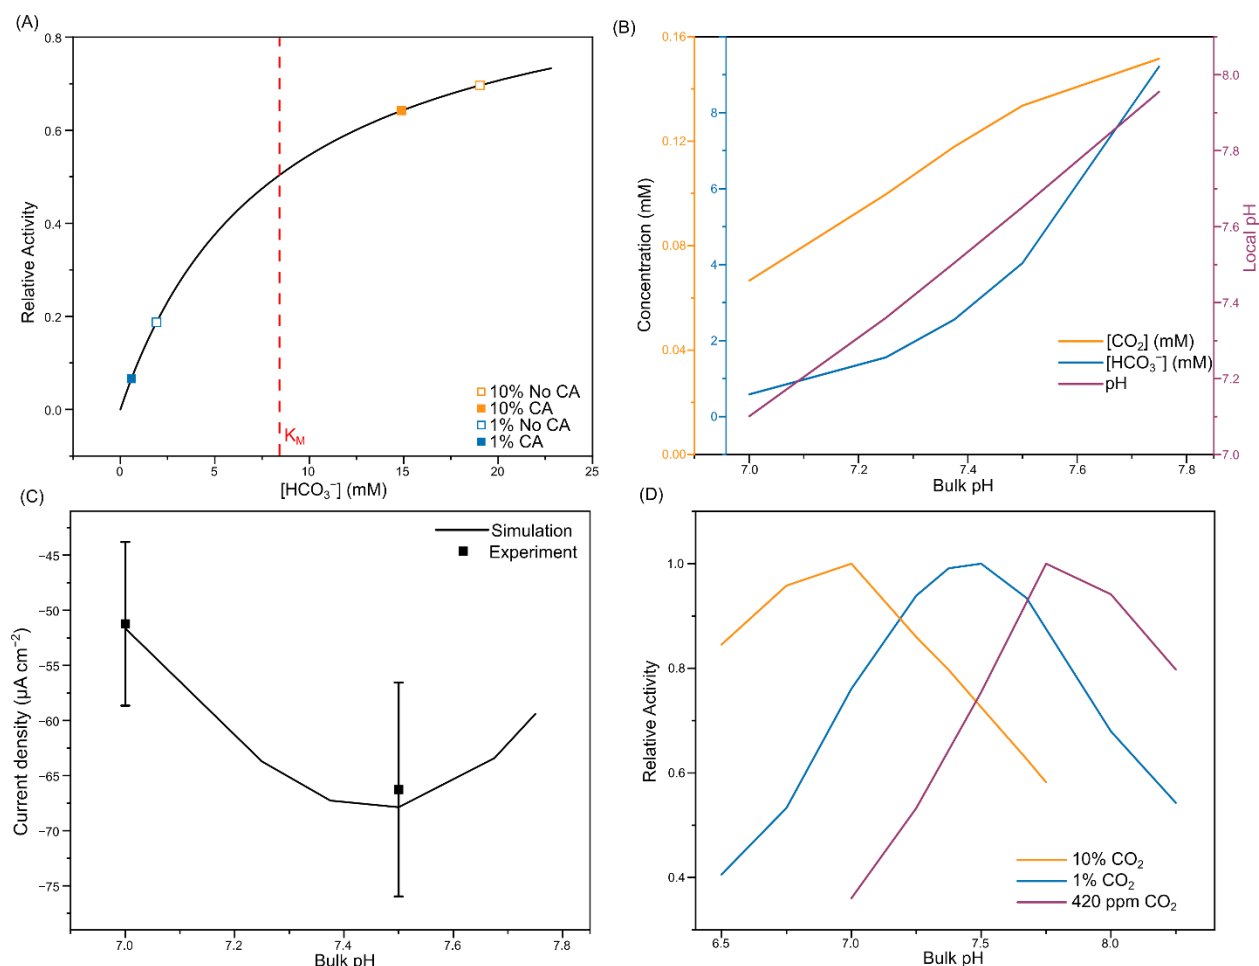 (A)
0.8
0.6
0.4
0.2
0.0
Relative Activity
K_M
10% No CA
10% CA
1% No CA
1% CA
0 5 10 15 20 25
[HCO₃⁻] (mM)
(B)
0.16
0.12
0.08
0.04
0.00
Concentration (mM)
8
6
4
2
0
8.0
7.8
7.6
7.4
7.2
7.0
Local pH
[CO₂] (mM)
[HCO₃⁻] (mM)
pH
7.0 7.2 7.4 7.6 7.8
Bulk pH
(C)
−45
−50
−55
−60
−65
−70
−75
Current density (µA cm⁻²)
Simulation
Experiment
7.0 7.2 7.4 7.6 7.8
Bulk pH
(D)
1.0
0.8
0.6
0.4
Relative Activity
10% CO₂
1% CO₂
420 ppm CO₂
6.5 7.0 7.5 8.0
Bulk pH